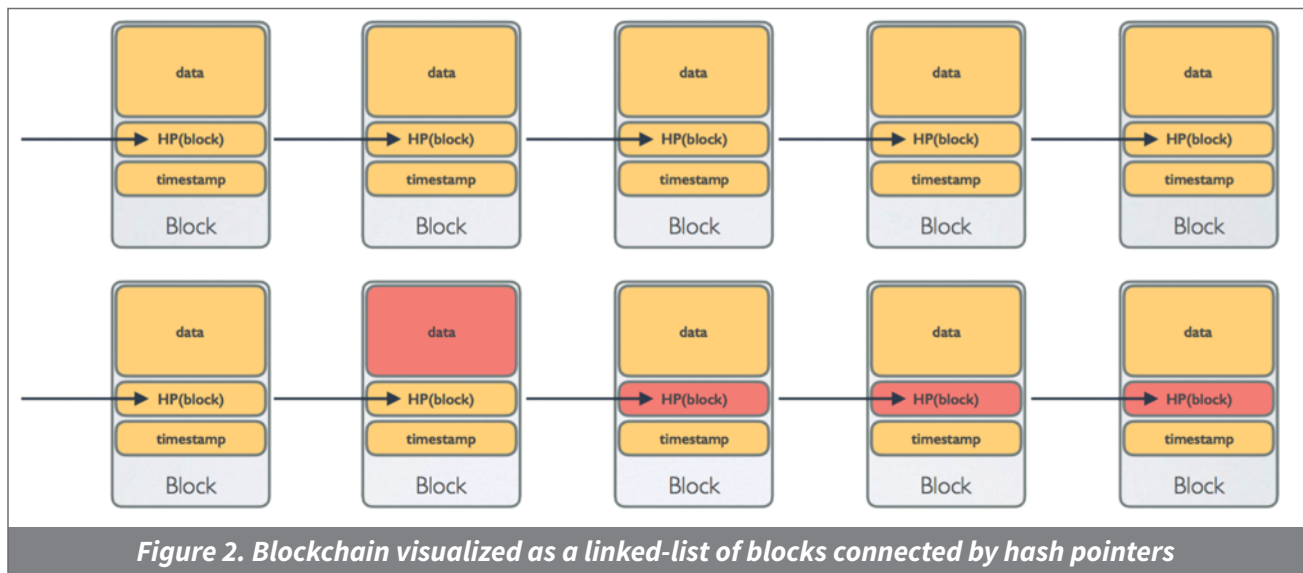 data data data data data
HP(block) HP(block) HP(block) HP(block) HP(block)
timestamp timestamp timestamp timestamp timestamp
Block Block Block Block Block
data data data data data
HP(block) HP(block) HP(block) HP(block) HP(block)
timestamp timestamp timestamp timestamp timestamp
Block Block Block Block Block
Figure 2. Blockchain visualized as a linked-list of blocks connected by hash pointers